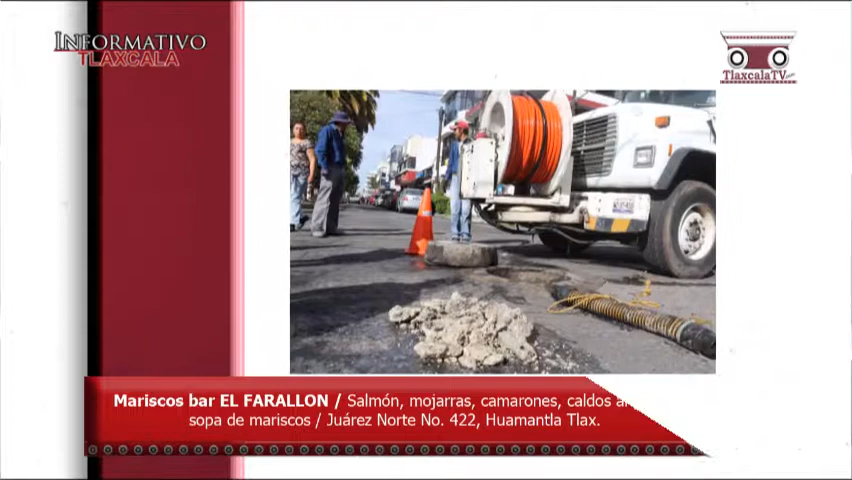 INFORMATIVO
TLAXCALA
TlaxcalaTV.com
Mariscos bar EL FARALLON / Salmón, mojarras, camarones, caldos
sopa de mariscos / Juárez Norte No. 422, Huamantla Tlax.